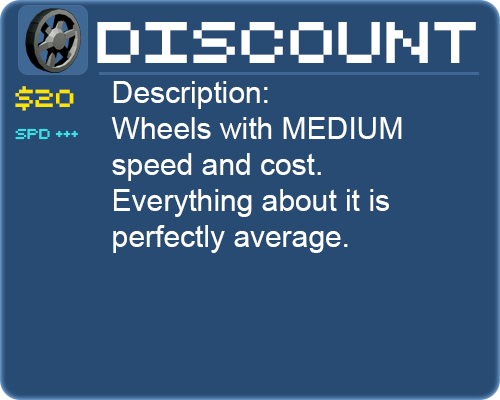 DISCOUNT
$20
SPD +++
Description:
Wheels with MEDIUM
speed and cost.
Everything about it is
perfectly average.